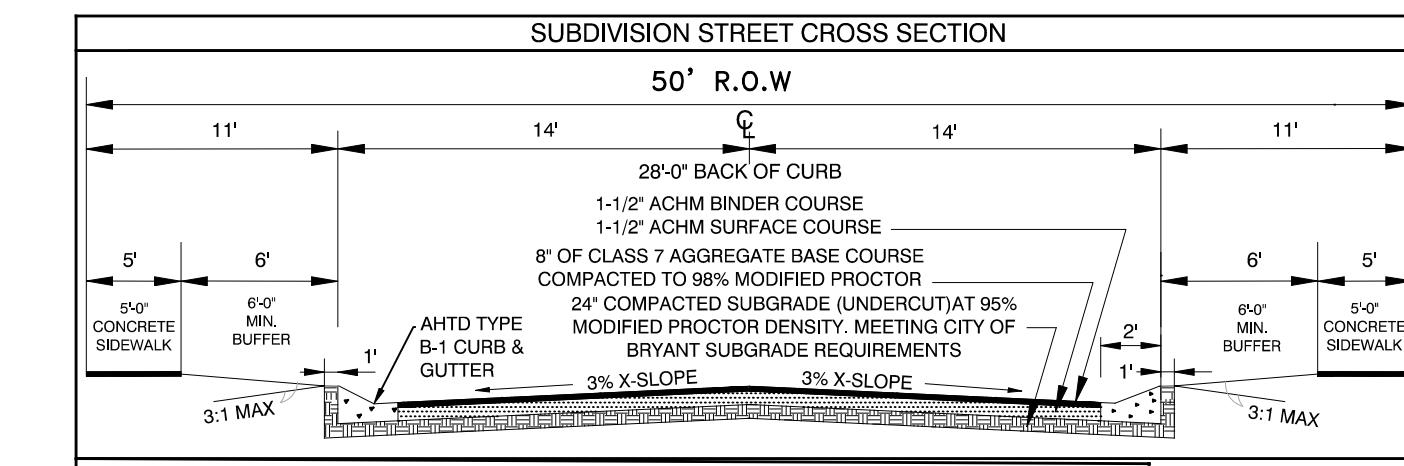 SUBDIVISION STREET CROSS SECTION
50' R.O.W
11'
14'
℄
14'
11'
28'-0" BACK OF CURB
1-1/2" ACHM BINDER COURSE
1-1/2" ACHM SURFACE COURSE
8" OF CLASS 7 AGGREGATE BASE COURSE
COMPACTED TO 98% MODIFIED PROCTOR
24" COMPACTED SUBGRADE (UNDERCUT)AT 95%
MODIFIED PROCTOR DENSITY. MEETING CITY OF
BRYANT SUBGRADE REQUIREMENTS
5'
6'
5'-0"
CONCRETE
SIDEWALK
6'-0"
MIN.
BUFFER
AHTD TYPE
B-1 CURB &
GUTTER
1'
3:1 MAX
3% X-SLOPE
3% X-SLOPE
2'
1'
6'
5'
6'-0"
MIN.
BUFFER
5'-0"
CONCRETE
SIDEWALK
3:1 MAX